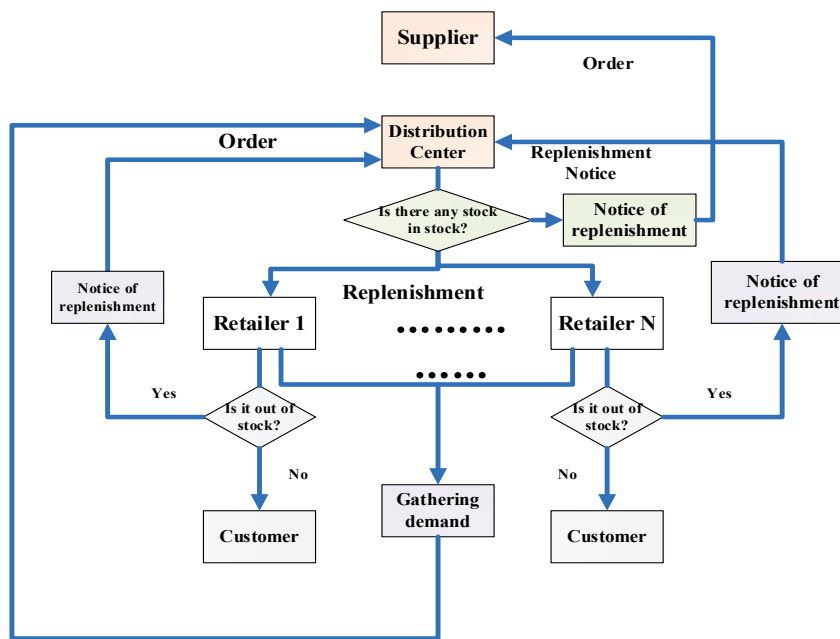 Supplier
Order
Distribution
Center
Order
Replenishment
Notice
Is there any stock
in stock?
Notice of
replenishment
Notice of
replenishment
Replenishment
Notice of
replenishment
Retailer 1
Retailer N
.........
......
Yes
Is it out of
stock?
Is it out of
stock?
Yes
No
No
Gathering
demand
Customer
Customer